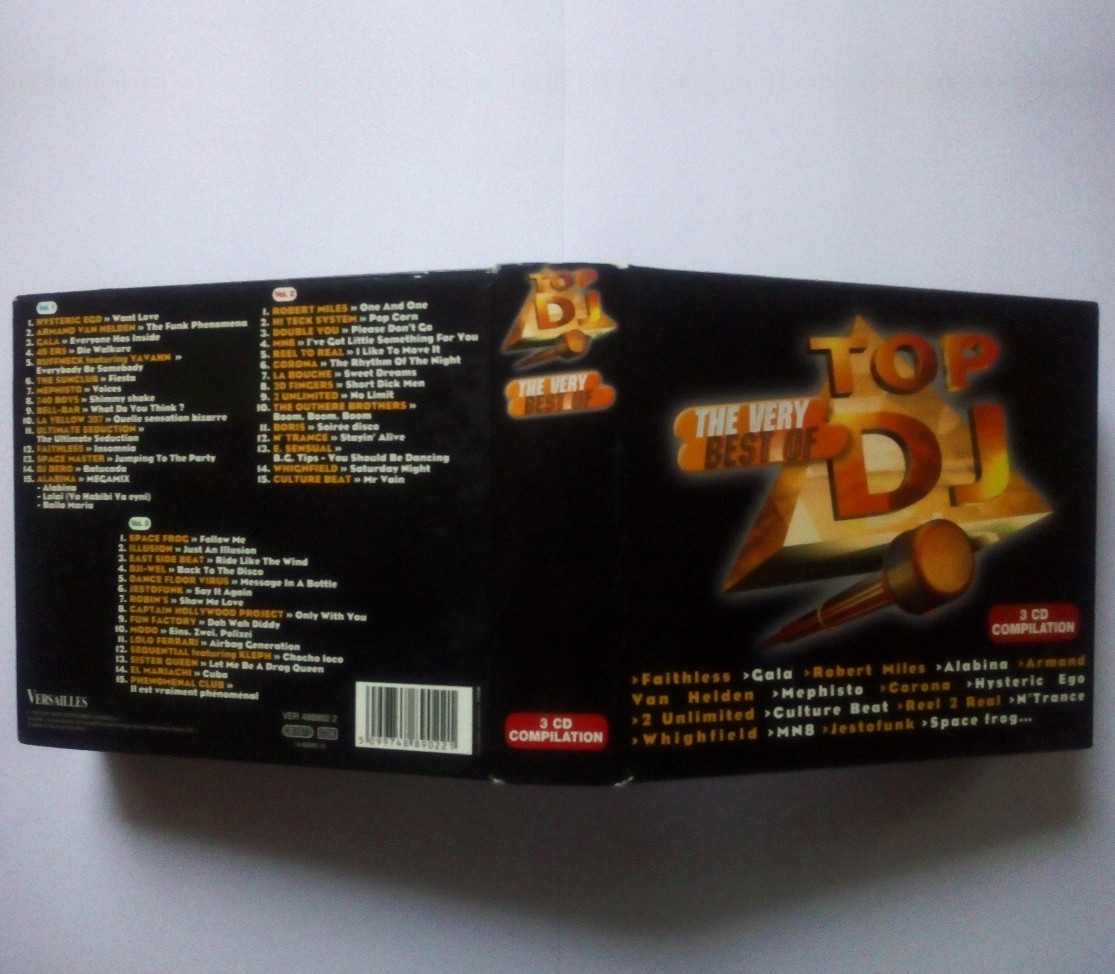 Vol. 1
1. HYSTERIC EGO » Want Love
2. ARMAND VAN HELDEN » The Funk Phenomena
3. GALA » Everyone Has Inside
4. 49 ERS » Die Walkure
5. RUFFNECK featuring YAVAHN »
Everybody Be Somebody
6. THE SUNCLUB » Fiesta
7. MEPHISTO » Voices
8. 240 BOYS » Shimmy shake
9. BELL-BAR » What Do You Think ?
10. LA YELLOW 357 » Quelle sensation bizarre
11. ULTIMATE SEDUCTION »
The Ultimate Seduction
12. FAITHLESS » Insomnia
13. SPACE MASTER » Jumping To The Party
14. DJ DERO » Batucada
15. ALABINA » MEGAMIX
- Alabina
- Lolai (Ya Habibi Ya eyni)
- Baila Maria
Vol. 2
1. ROBERT MILES » One And One
2. HI TECK SYSTEM » Pop Corn
3. DOUBLE YOU » Please Don't Go
4. MN8 » I've Got Little Something For You
5. REEL TO REAL » I Like To Move It
6. CORONA » The Rhythm Of The Night
7. LA BOUCHE » Sweet Dreams
8. 20 FINGERS » Short Dick Men
9. 2 UNLIMITED » No Limit
10. THE OUTHERE BROTHERS »
Boom, Boom, Boom
11. BORIS » Soirée disco
12. N' TRANCE » Stayin' Alive
13. E. SENSUAL »
B.G. Tips - You Should Be Dancing
14. WHIGHFIELD » Saturday Night
15. CULTURE BEAT » Mr Vain
Vol. 3
1. SPACE FROG » Follow Me
2. ILLUSION » Just An Illusion
3. EAST SIDE BEAT » Ride Like The Wind
4. DJI-WEL » Back To The Disco
5. DANCE FLOOR VIRUS » Message In A Bottle
6. JESTOFUNK » Say It Again
7. ROBIN'S » Show Me Love
8. CAPTAIN HOLLYWOOD PROJECT » Only With You
9. FUN FACTORY » Doh Wah Diddy
10. MODO » Eins, Zwei, Polizei
11. LOLO FERRARI » Airbag Generation
12. SEQUENTIAL featuring KLEPH » Chocho loco
13. SISTER QUEEN » Let Me Be A Drag Queen
14. EL MARIACHI » Cuba
15. PHENOMENAL CLUB »
Il est vraiment phénoménal
VERSAILLES
VER 488902 2
5 099748 890221
TOP
DJ
THE VERY
BEST OF
3 CD
COMPILATION
TOP
DJ
THE VERY
BEST OF
3 CD
COMPILATION
>Faithless >Gala >Robert Miles >Alabina >Armand
Van Helden >Mephisto >Corona >Hysteric Ego
>2 Unlimited >Culture Beat >Reel 2 Real >N'Trance
>Whighfield >MN8 >Jestofunk >Space frog...